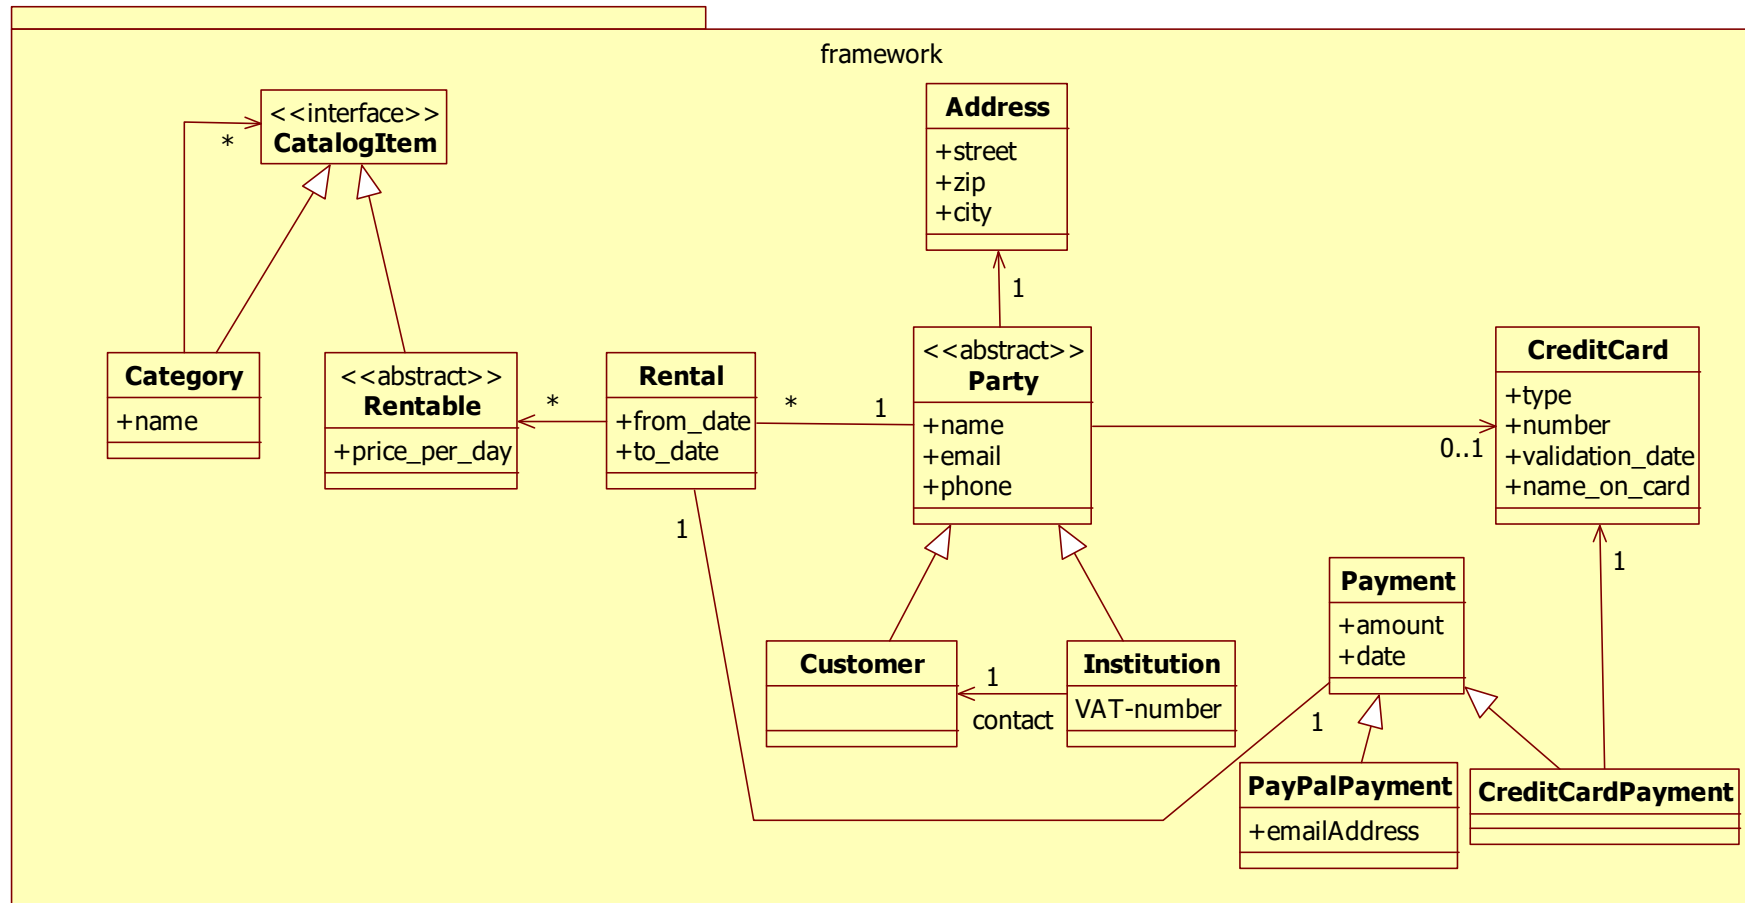 framework
<<interface>>
CatalogItem
*
Address
+street
+zip
+city
1
Category
+name
<<abstract>>
Rentable
+price_per_day
*
Rental
+from_date
+to_date
*
1
1
<<abstract>>
Party
+name
+email
+phone
0..1
CreditCard
+type
+number
+validation_date
+name_on_card
1
Customer
1
contact
Institution
VAT-number
Payment
+amount
+date
1
PayPalPayment
+emailAddress
CreditCardPayment